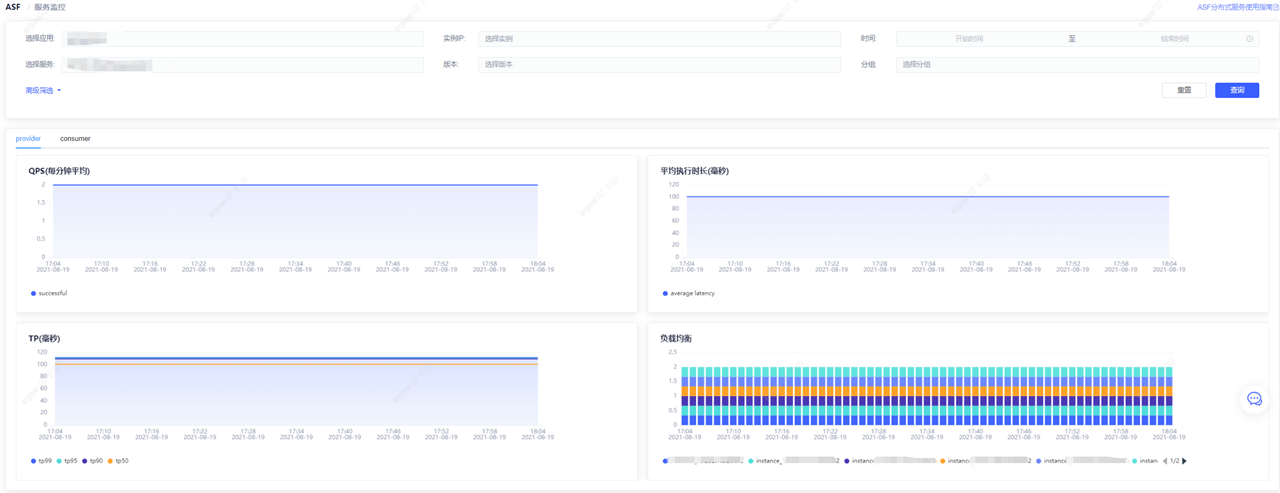 ASF / 服务监控
ASF分布式服务使用指南
选择应用:
实例IP: 选择实例
时间: 开始时间 至 结束时间
选择服务:
版本: 选择版本
分组: 选择分组
高级筛选
重置 查询
provider consumer
QPS(每分钟平均)
2
1.5
1
0.5
0
17:04 17:10 17:16 17:22 17:28 17:34 17:40 17:46 17:52 17:58 18:04
2021-08-19 2021-08-19 2021-08-19 2021-08-19 2021-08-19 2021-08-19 2021-08-19 2021-08-19 2021-08-19 2021-08-19 2021-08-19
successful
平均执行时长(毫秒)
120
100
80
60
40
20
0
17:04 17:10 17:16 17:22 17:28 17:34 17:40 17:46 17:52 17:58 18:04
2021-08-19 2021-08-19 2021-08-19 2021-08-19 2021-08-19 2021-08-19 2021-08-19 2021-08-19 2021-08-19 2021-08-19 2021-08-19
average latency
TP(毫秒)
120
100
80
60
40
20
0
17:04 17:10 17:16 17:22 17:28 17:34 17:40 17:46 17:52 17:58 18:04
2021-08-19 2021-08-19 2021-08-19 2021-08-19 2021-08-19 2021-08-19 2021-08-19 2021-08-19 2021-08-19 2021-08-19 2021-08-19
tp99 tp95 tp90 tp50
负载均衡
2.5
2
1.5
1
0.5
0
17:04 17:10 17:16 17:22 17:28 17:34 17:40 17:46 17:52 17:58 18:04
2021-08-19 2021-08-19 2021-08-19 2021-08-19 2021-08-19 2021-08-19 2021-08-19 2021-08-19 2021-08-19 2021-08-19 2021-08-19
instance_ instanc instanc instanc instan 1/2